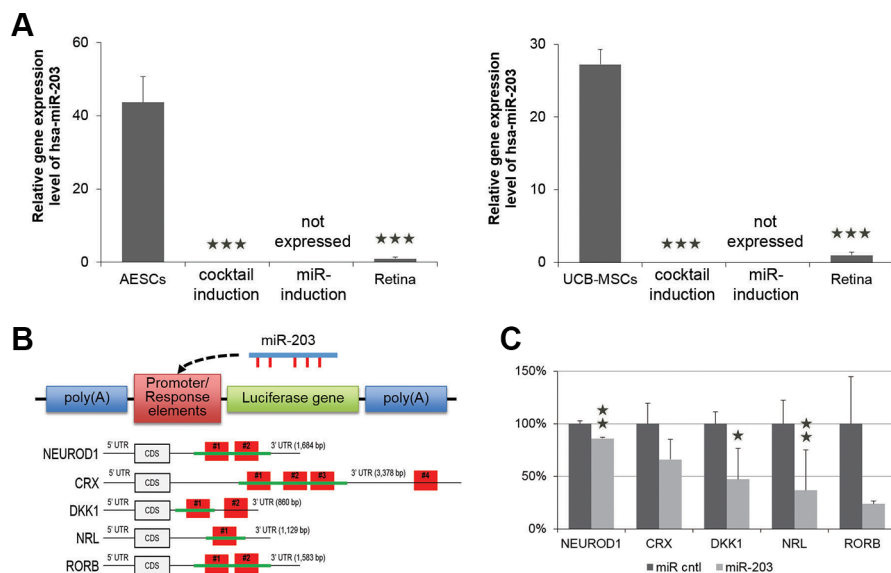 A
Relative gene expression
level of hsa-miR-203
60
40
20
0
★★★
not
expressed
★★★
AESCs
cocktail
induction
miR-
induction
Retina
Relative gene expression
level of hsa-miR-203
30
20
10
0
★★★
not
expressed
★★★
UCB-MSCs
cocktail
induction
miR-
induction
Retina
B
miR-203
poly(A)
Promoter/
Response
elements
Luciferase gene
poly(A)
NEUROD1
5' UTR
CDS
#1
#2
3' UTR (1,684 bp)
CRX
5' UTR
CDS
#1
#2
#3
3' UTR (3,378 bp)
#4
DKK1
5' UTR
CDS
#1
#2
3' UTR (860 bp)
NRL
5' UTR
CDS
#1
3' UTR (1,129 bp)
RORB
5' UTR
CDS
#1
#2
3' UTR (1,583 bp)
C
150%
100%
50%
0%
★★
★
★★
NEUROD1
CRX
DKK1
NRL
RORB
miR cntl
miR-203